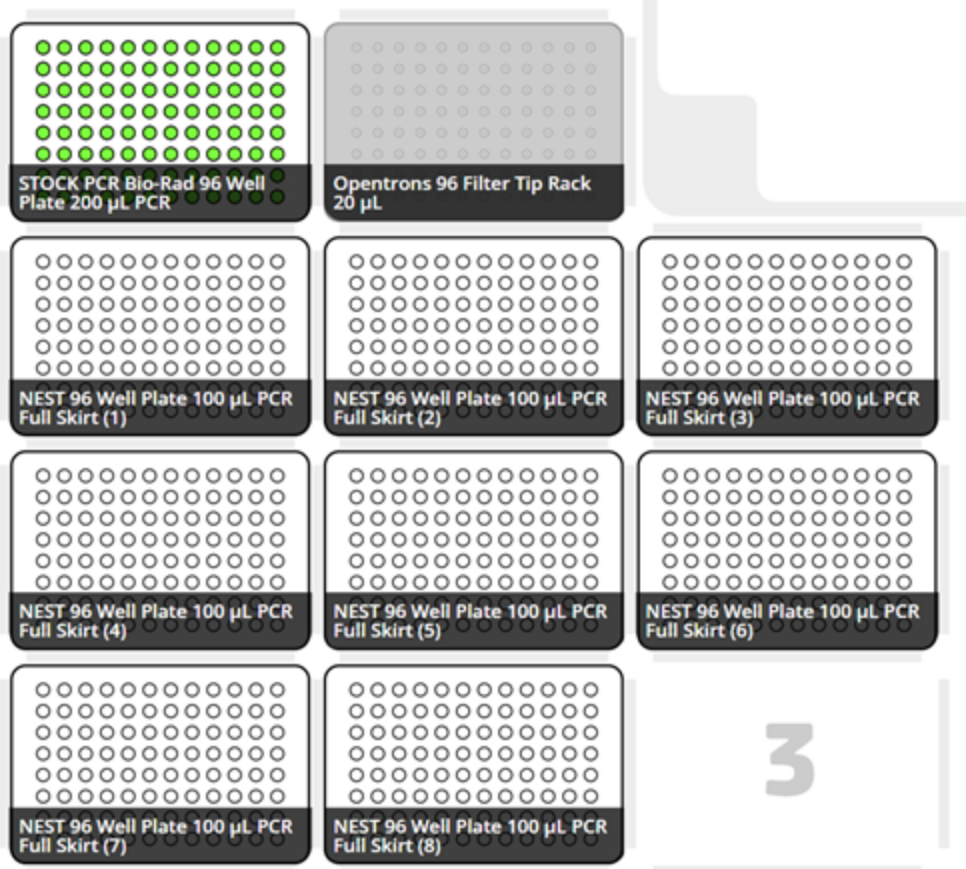 STOCK PCR Bio-Rad 96 Well
Plate 200 µL PCR
Opentrons 96 Filter Tip Rack
20 µL
NEST 96 Well Plate 100 µL PCR
Full Skirt (1)
NEST 96 Well Plate 100 µL PCR
Full Skirt (2)
NEST 96 Well Plate 100 µL PCR
Full Skirt (3)
NEST 96 Well Plate 100 µL PCR
Full Skirt (4)
NEST 96 Well Plate 100 µL PCR
Full Skirt (5)
NEST 96 Well Plate 100 µL PCR
Full Skirt (6)
NEST 96 Well Plate 100 µL PCR
Full Skirt (7)
NEST 96 Well Plate 100 µL PCR
Full Skirt (8)
3